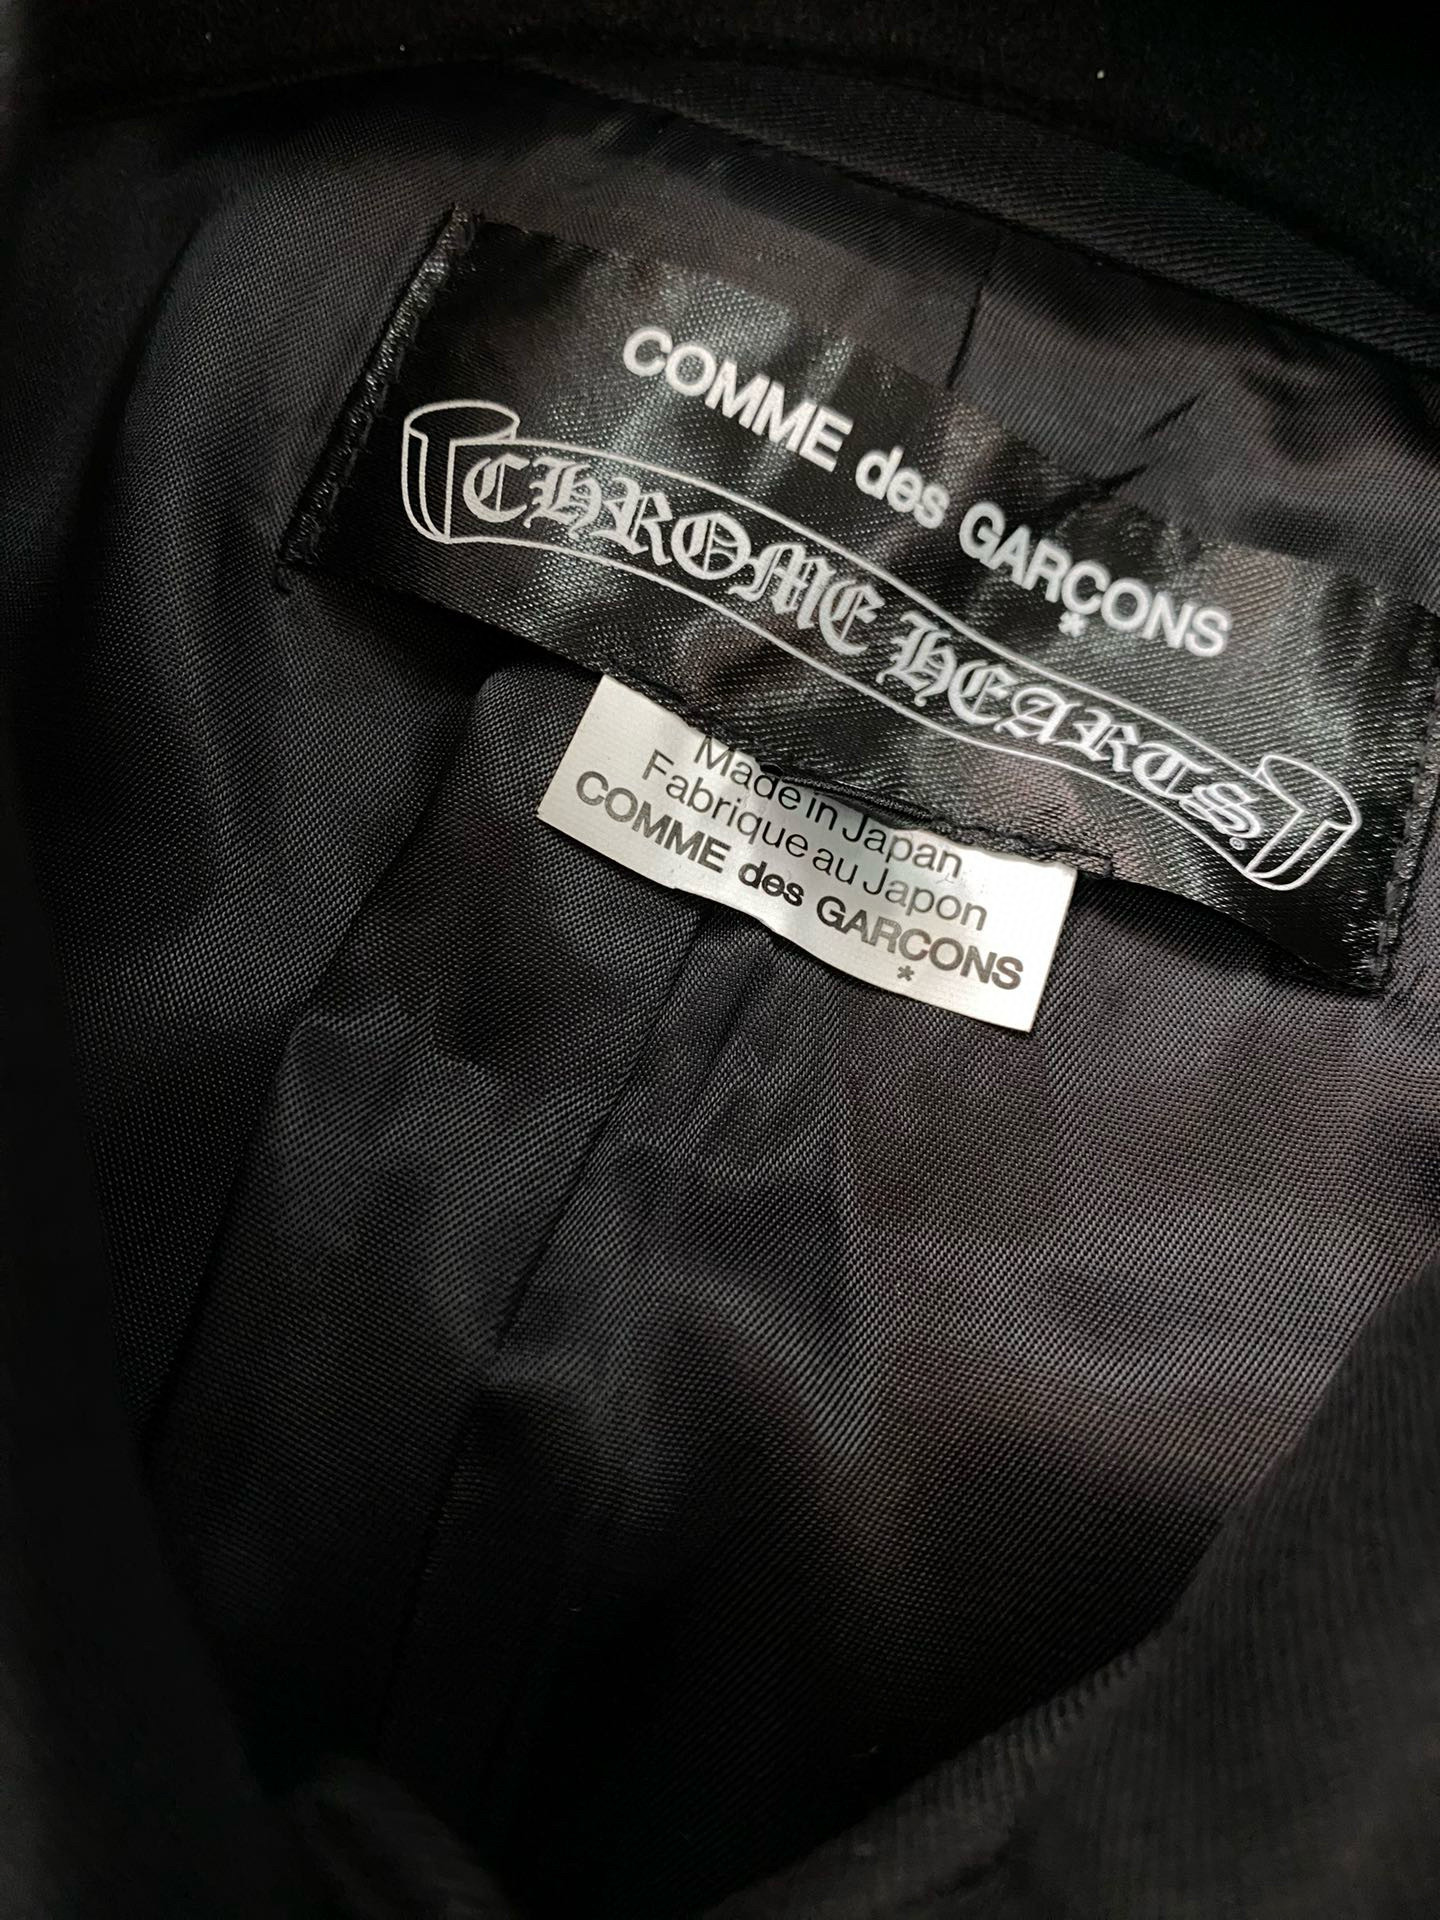 COMME des GARÇONS
*
CHROME HEARTS®
Made in Japan
Fabrique au Japon
COMME des GARCONS
*